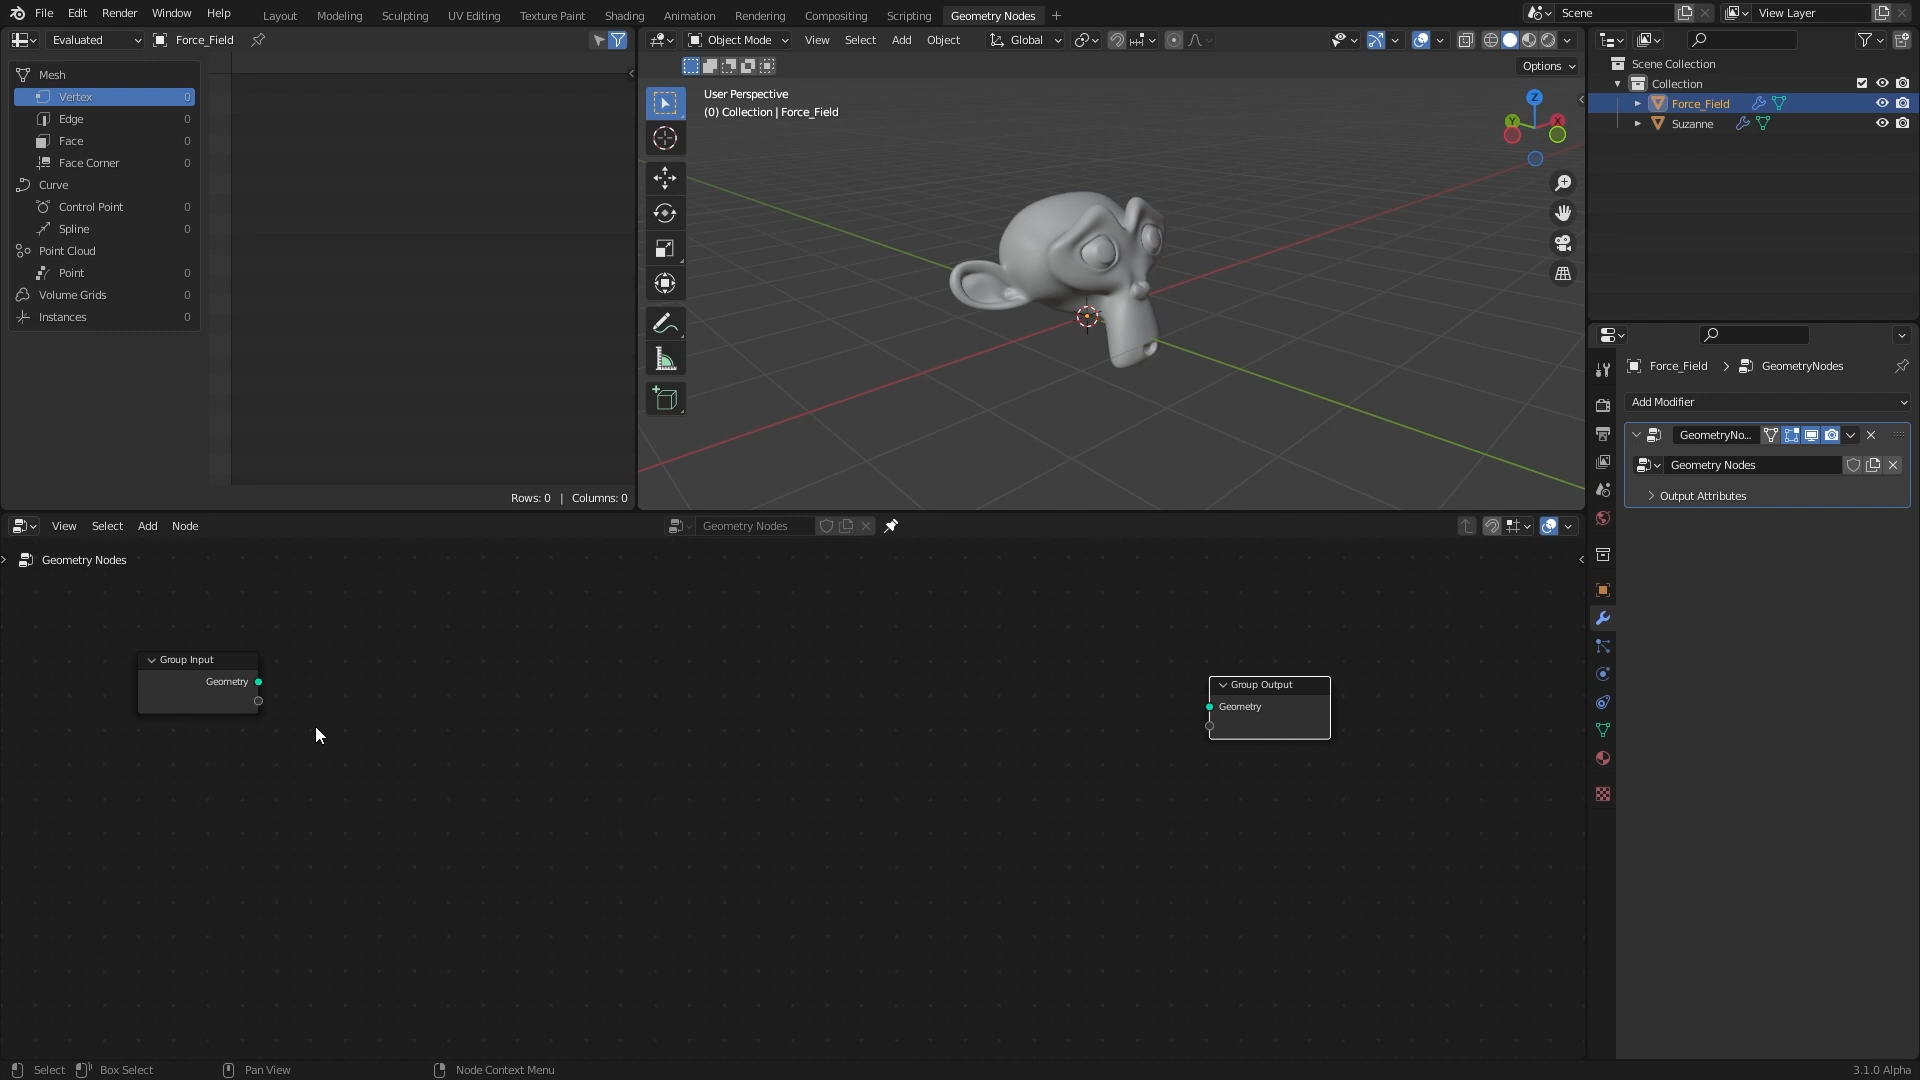 File Edit Render Window Help
Layout Modeling Sculpting UV Editing Texture Paint Shading Animation Rendering Compositing Scripting Geometry Nodes +
Scene
View Layer
Evaluated
Force_Field
Mesh
Vertex 0
Edge 0
Face 0
Face Corner 0
Curve
Control Point 0
Spline 0
Point Cloud
Point 0
Volume Grids 0
Instances 0
Rows: 0 | Columns: 0
Object Mode View Select Add Object Global
Options
User Perspective
(0) Collection | Force_Field
Z
Y
X
Scene Collection
Collection
Force_Field
Suzanne
Force_Field > GeometryNodes
Add Modifier
GeometryNo...
Geometry Nodes
Output Attributes
View Select Add Node
Geometry Nodes
Geometry Nodes
Group Input
Geometry
Group Output
Geometry
Select Box Select Pan View Node Context Menu
3.1.0 Alpha